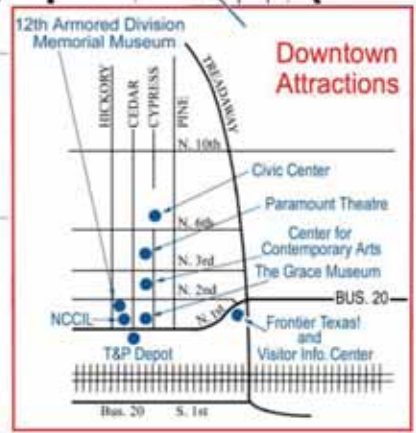 12th Armored Division
Memorial Museum
Downtown
Attractions
HICKORY
CEDAR
CYPRESS
PINE
TREADAWAY
N. 10th
Civic Center
N. 6th
Paramount Theatre
Center for
Contemporary Arts
N. 3rd
The Grace Museum
N. 2nd
BUS. 20
N. 1st
NCCIL
Frontier Texas!
and
Visitor Info. Center
T&P Depot
Bus. 20
S. 1st